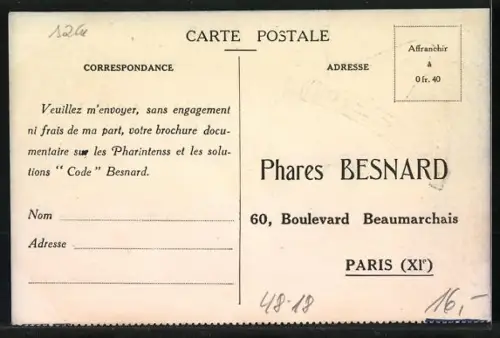 CARTE POSTALE
CORRESPONDANCE
Veuillez m'envoyer, sans engagement
ni frais de ma part, votre brochure docu-
mentaire sur les Pharintenss et les solu-
tions " Code " Besnard.
Nom
Adresse
ADRESSE
Affranchir
à
0 fr. 40
Phares BESNARD
60, Boulevard Beaumarchais
PARIS (XIᵉ)
48-18
16,-